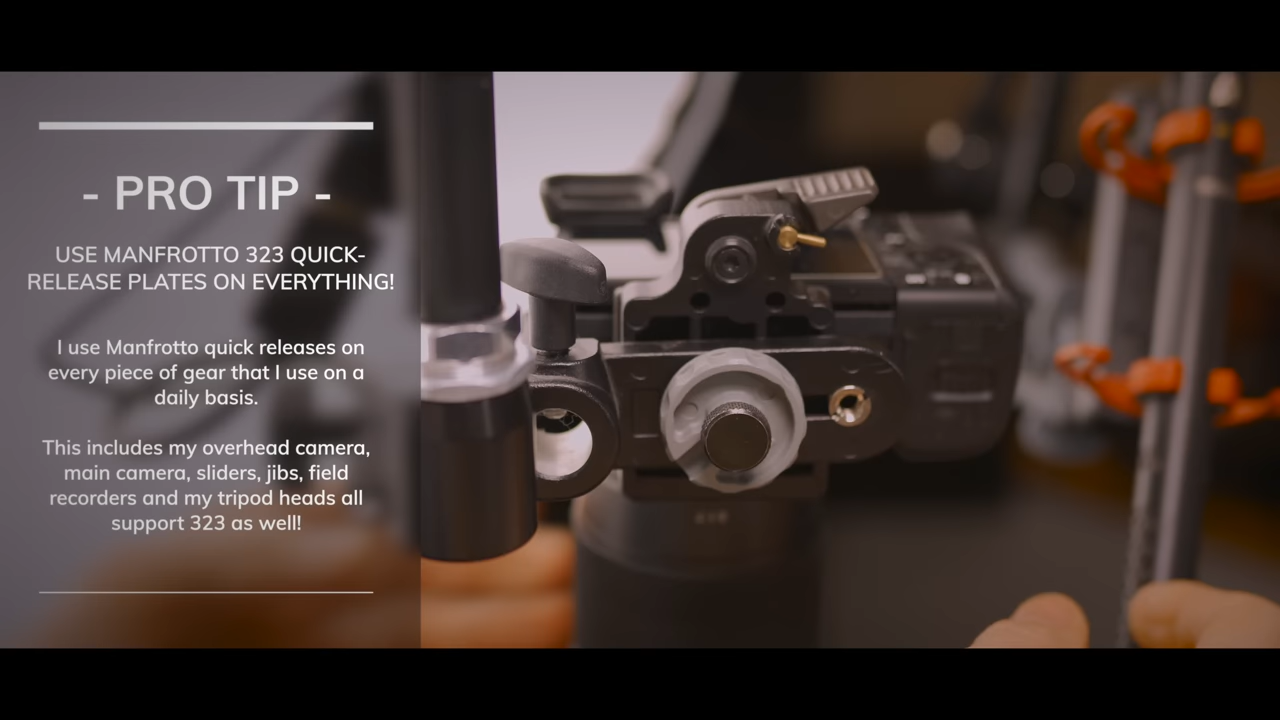 - PRO TIP -
USE MANFROTTO 323 QUICK-
RELEASE PLATES ON EVERYTHING!
I use Manfrotto quick releases on
every piece of gear that I use on a
daily basis.
This includes my overhead camera,
main camera, sliders, jibs, field
recorders and my tripod heads all
support 323 as well!